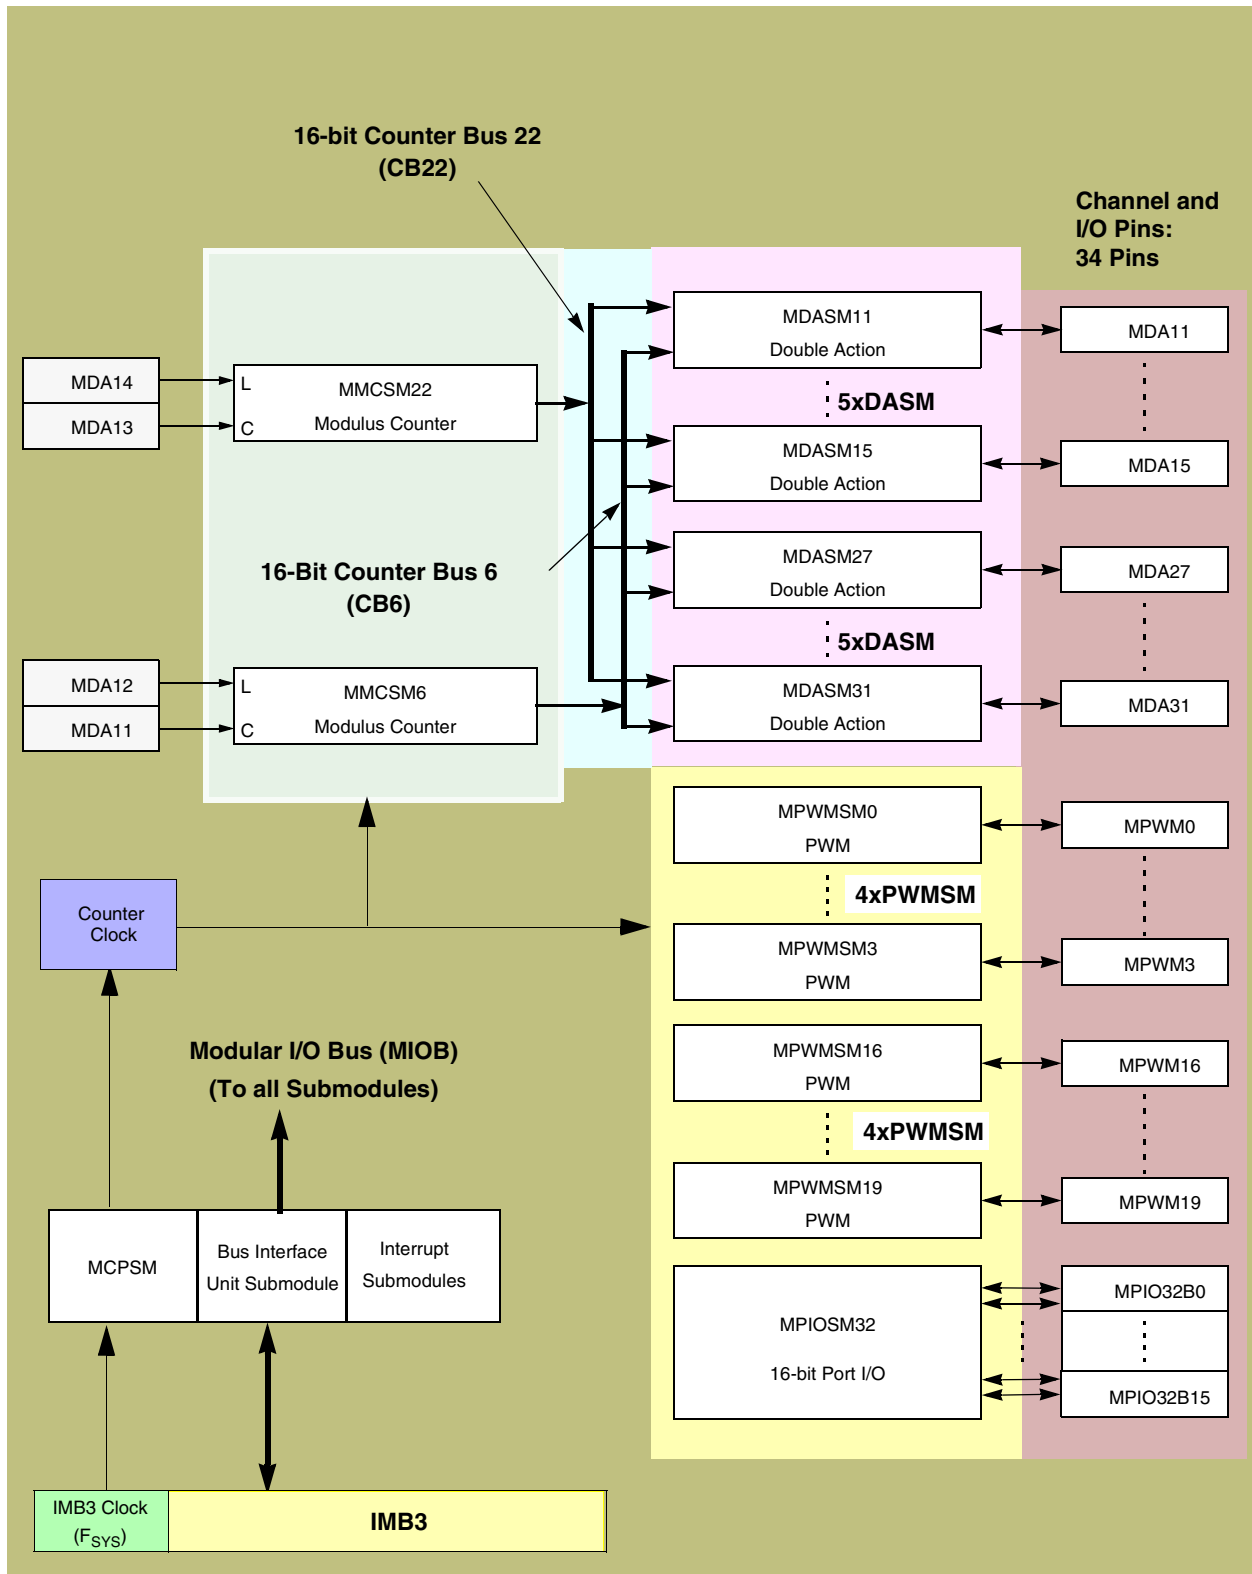 16-bit Counter Bus 22
(CB22)
Channel and
I/O Pins:
34 Pins
MDA14
MDA13
L
C
MMCSM22
Modulus Counter
MDASM11
Double Action
5xDASM
MDASM15
Double Action
MDA11
MDA15
16-Bit Counter Bus 6
(CB6)
MDASM27
Double Action
5xDASM
MDASM31
Double Action
MDA27
MDA31
MDA12
MDA11
L
C
MMCSM6
Modulus Counter
MPWMSM0
PWM
4xPWMSM
MPWMSM3
PWM
MPWM0
MPWM3
Counter
Clock
Modular I/O Bus (MIOB)
(To all Submodules)
MPWMSM16
PWM
4xPWMSM
MPWMSM19
PWM
MPWM16
MPWM19
MCPSM
Bus Interface
Unit Submodule
Interrupt
Submodules
MPIOSM32
16-bit Port I/O
MPIO32B0
MPIO32B15
IMB3 Clock
(FSYS)
IMB3